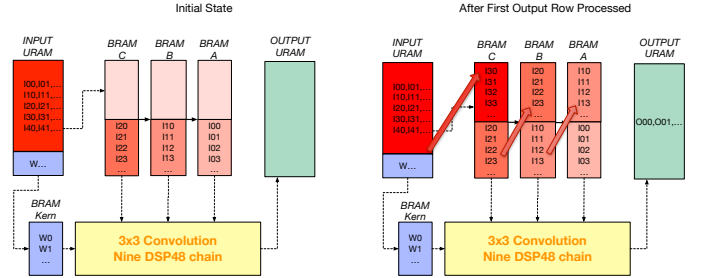 Initial State
INPUT
URAM
I00,I01,...
I10,I11,...
I20,I21,...
I30,I31,...
I40,I41,...
W...
BRAM
C
I20
I21
I22
I23
...
BRAM
B
I10
I11
I12
I13
...
BRAM
A
I00
I01
I02
I03
...
OUTPUT
URAM
BRAM
Kern
W0
W1
...
3x3 Convolution
Nine DSP48 chain
After First Output Row Processed
INPUT
URAM
I00,I01,...
I10,I11,...
I20,I21,...
I30,I31,...
I40,I41,...
W...
BRAM
C
I30
I31
I32
I33
...
I20
I21
I22
I23
...
BRAM
B
I20
I21
I22
I23
...
I10
I11
I12
I13
...
BRAM
A
I10
I11
I12
I13
...
I00
I01
I02
I03
...
OUTPUT
URAM
O00,O01,...
BRAM
Kern
W0
W1
...
3x3 Convolution
Nine DSP48 chain